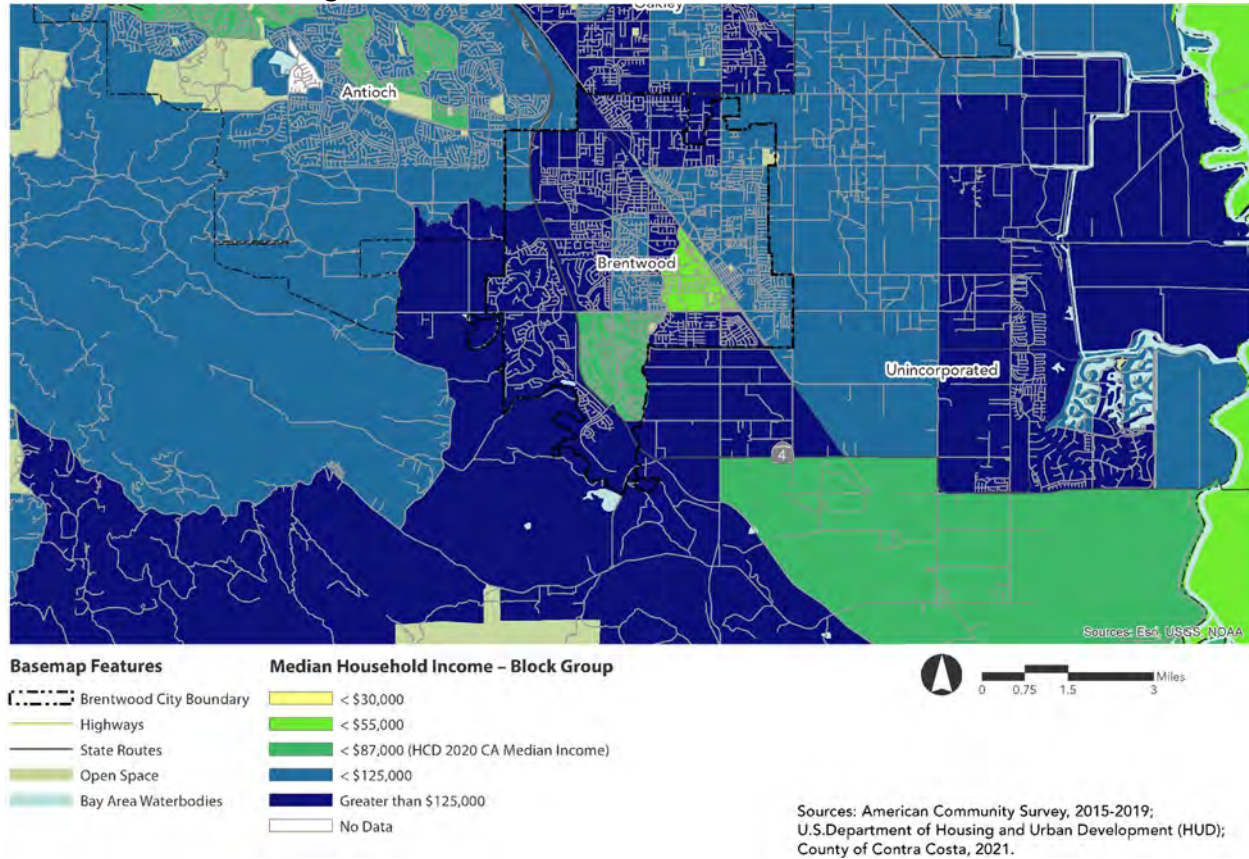 Oakley
Antioch
Brentwood
Unincorporated
4
Sources: Esri, USGS, NOAA
Basemap Features
Brentwood City Boundary
Highways
State Routes
Open Space
Bay Area Waterbodies
Median Household Income – Block Group
< $30,000
< $55,000
< $87,000 (HCD 2020 CA Median Income)
< $125,000
Greater than $125,000
No Data
Miles
0 0.75 1.5 3
Sources: American Community Survey, 2015-2019;
U.S.Department of Housing and Urban Development (HUD);
County of Contra Costa, 2021.